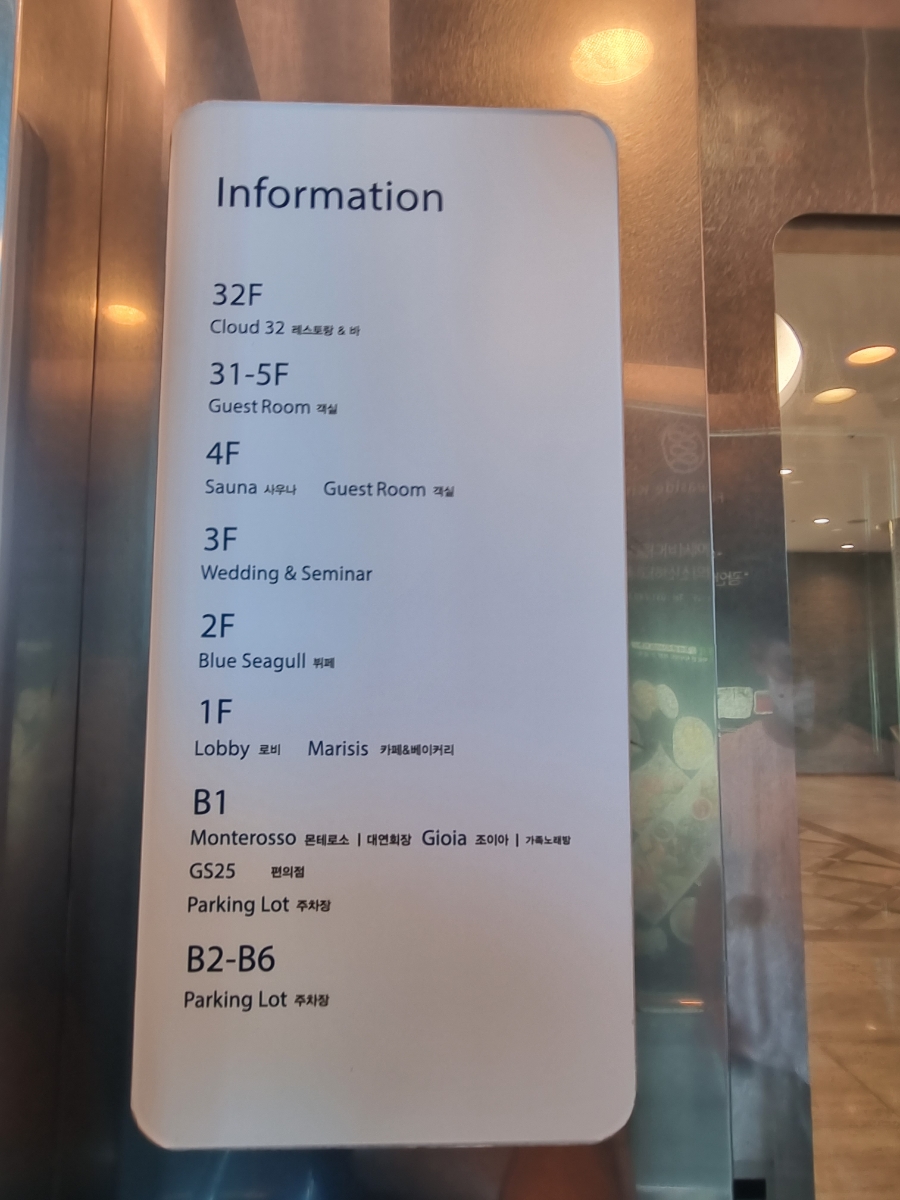 Information
32F
Cloud 32 레스토랑 & 바
31-5F
Guest Room 객실
4F
Sauna 사우나 Guest Room 객실
3F
Wedding & Seminar
2F
Blue Seagull 뷔페
1F
Lobby 로비 Marisis 카페&베이커리
B1
Monterosso 몬테로소 | 대연회장 Gioia 조이아 | 가족노래방
GS25 편의점
Parking Lot 주차장
B2-B6
Parking Lot 주차장